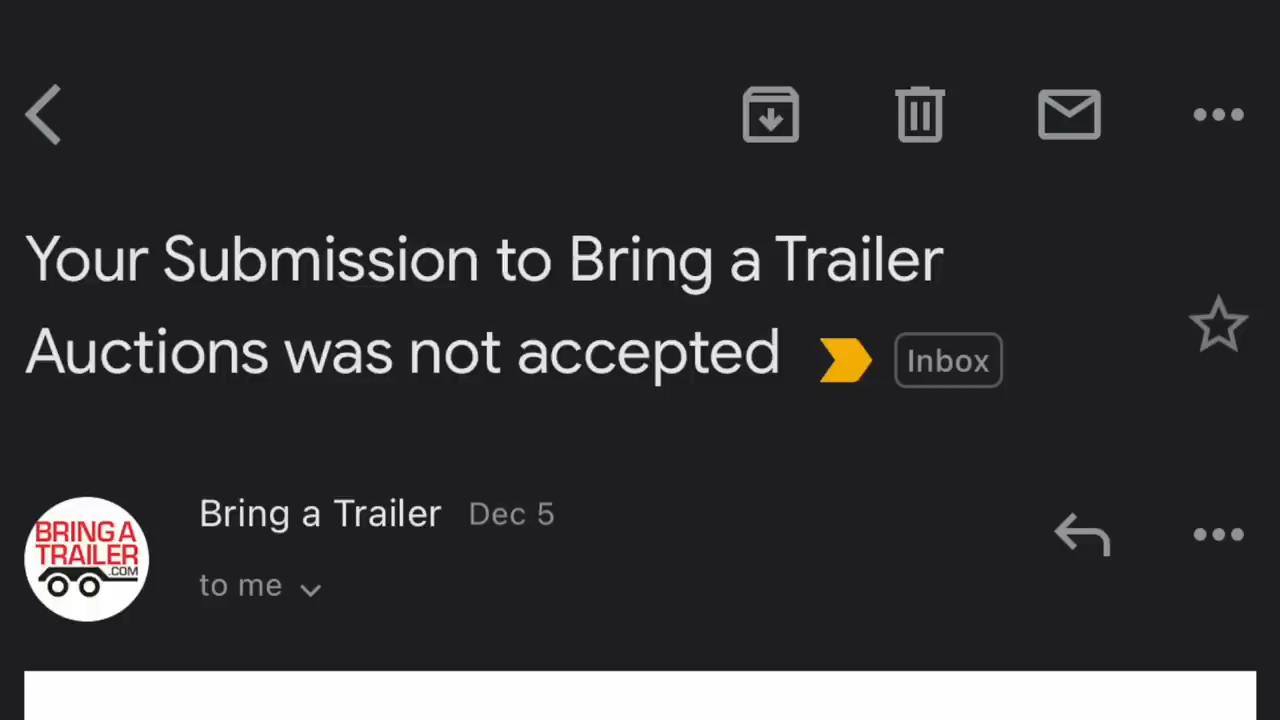 Your Submission to Bring a Trailer
Auctions was not accepted Inbox
Bring a Trailer Dec 5
BRING A
TRAILER
.COM
to me